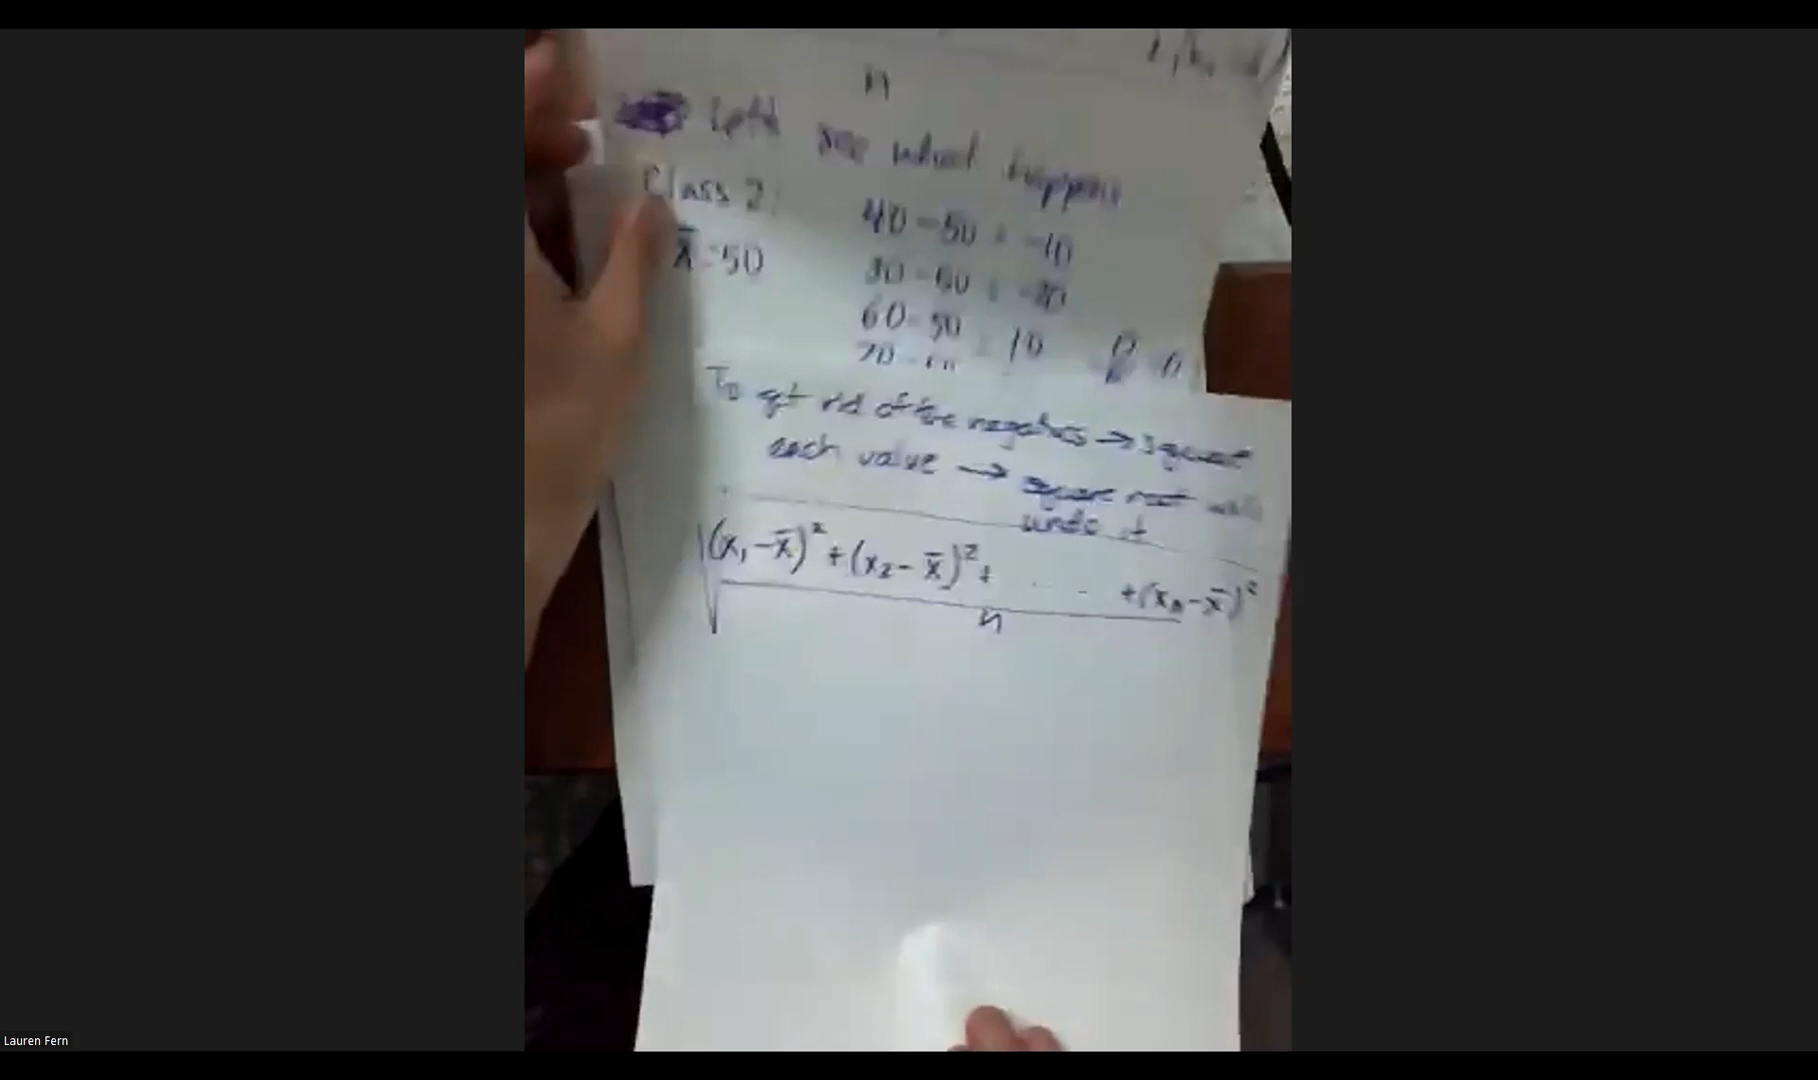 n
see what happens
Class 2:
x̄ = 50
40 - 50 = -10
30 - 50 = -20
60 - 50 = 10
70 -
To get rid of the negatives → square
each value → square root will
undo it
√((x₁ - x̄)² + (x₂ - x̄)² + ..... + (xₙ - x̄)²
n
Lauren Fern